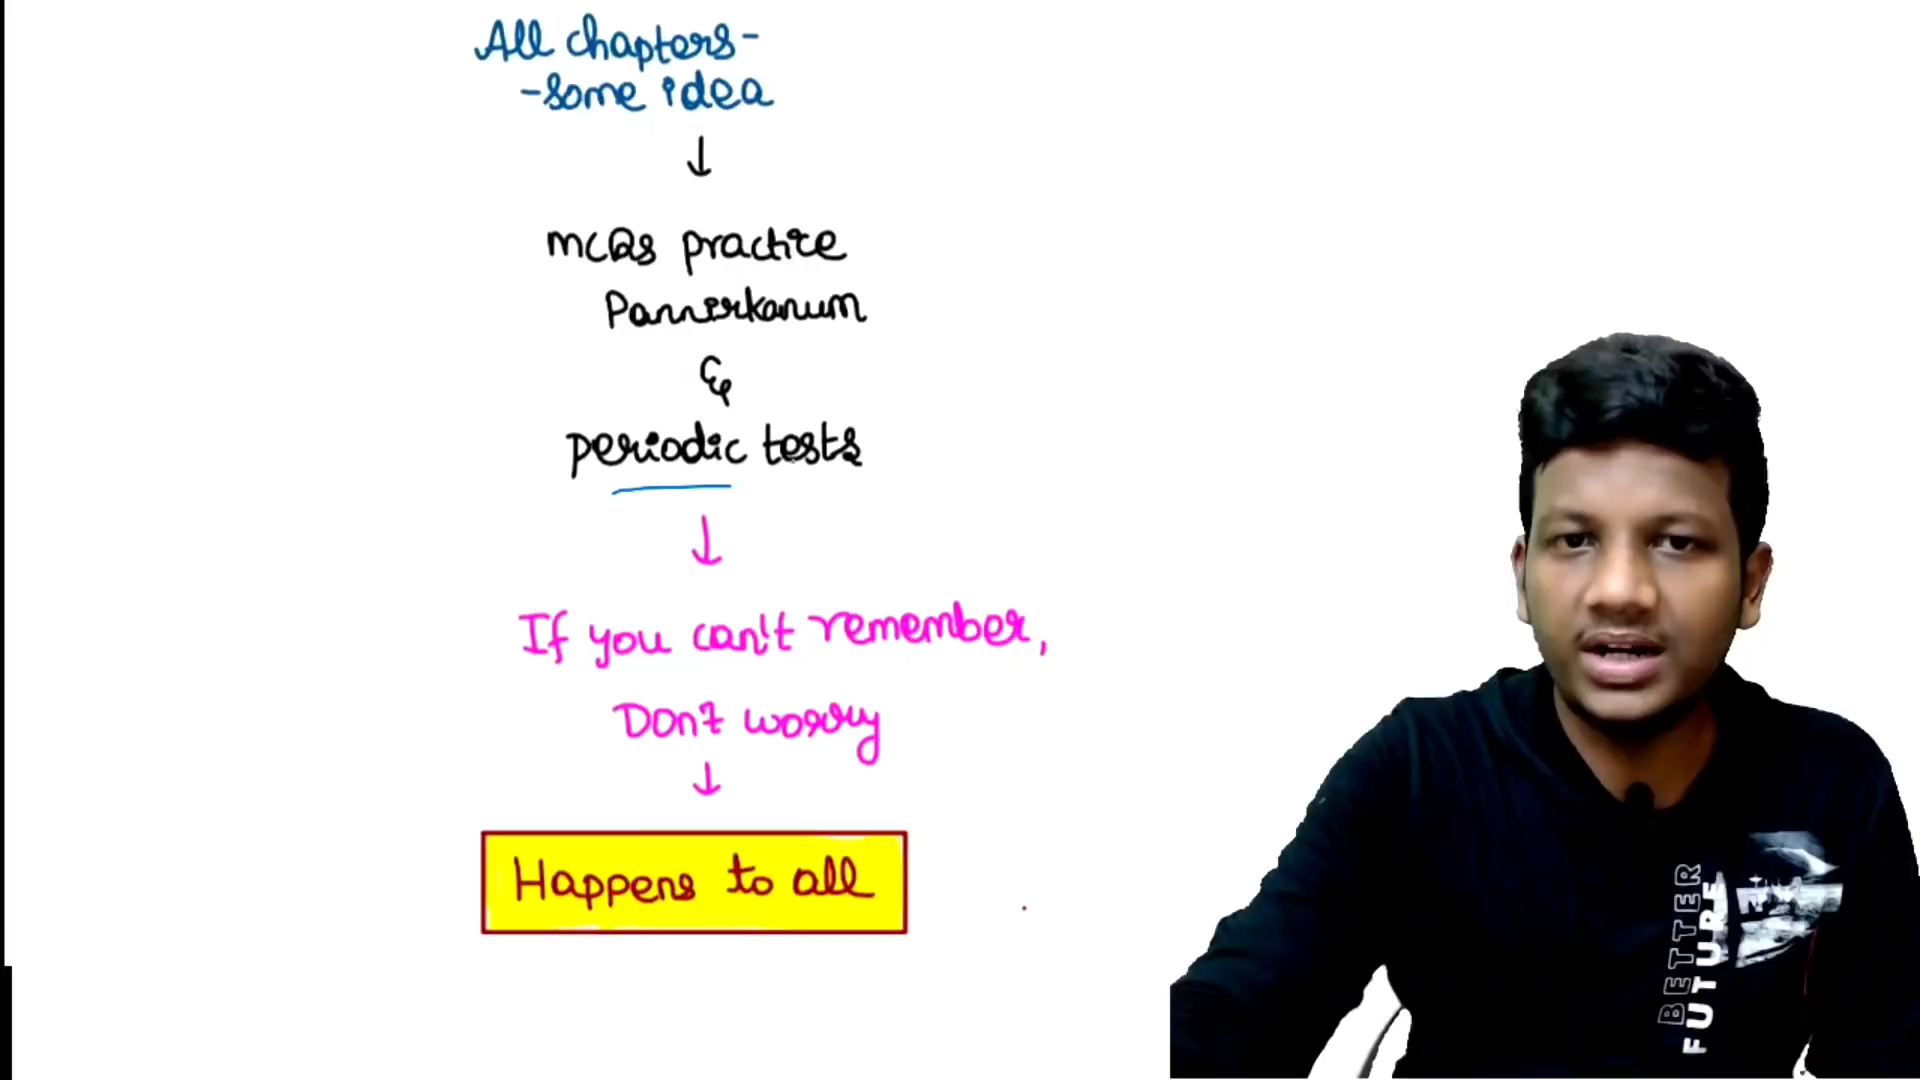 All chapters-
-some idea
↓
MCQs practice
Pannirkanum
&
periodic tests
↓
If you can't remember,
Don't worry
↓
Happens to all
BETTER
FUTURE